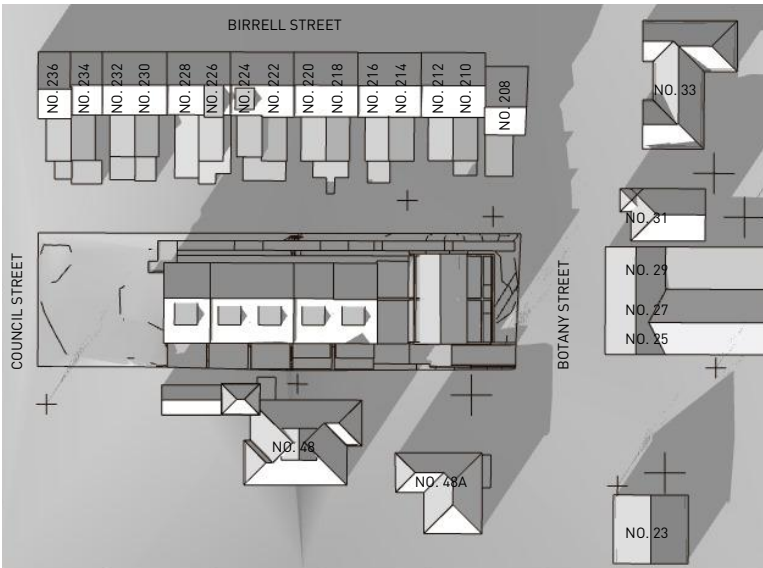 BIRRELL STREET
NO. 236
NO. 234
NO. 232
NO. 230
NO. 228
NO. 226
NO. 224
NO. 222
NO. 220
NO. 218
NO. 216
NO. 214
NO. 212
NO. 210
NO. 208
NO. 33
NO. 31
COUNCIL STREET
BOTANY STREET
NO. 29
NO. 27
NO. 25
NO. 48
NO. 48A
NO. 23